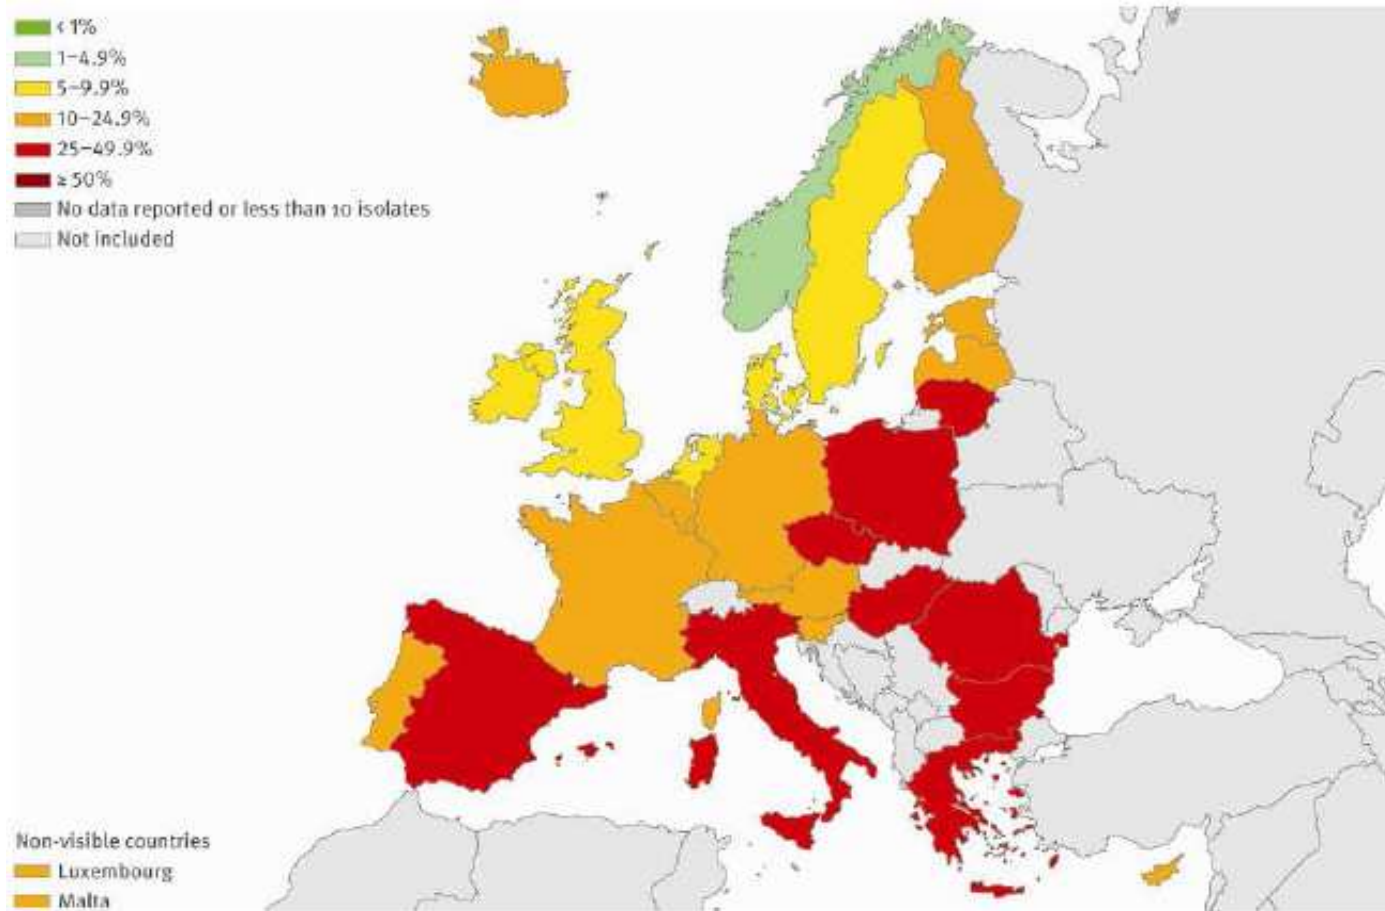 < 1%
1–4.9%
5–9.9%
10–24.9%
25–49.9%
≥ 50%
No data reported or less than 10 isolates
Not included
Non-visible countries
Luxembourg
Malta